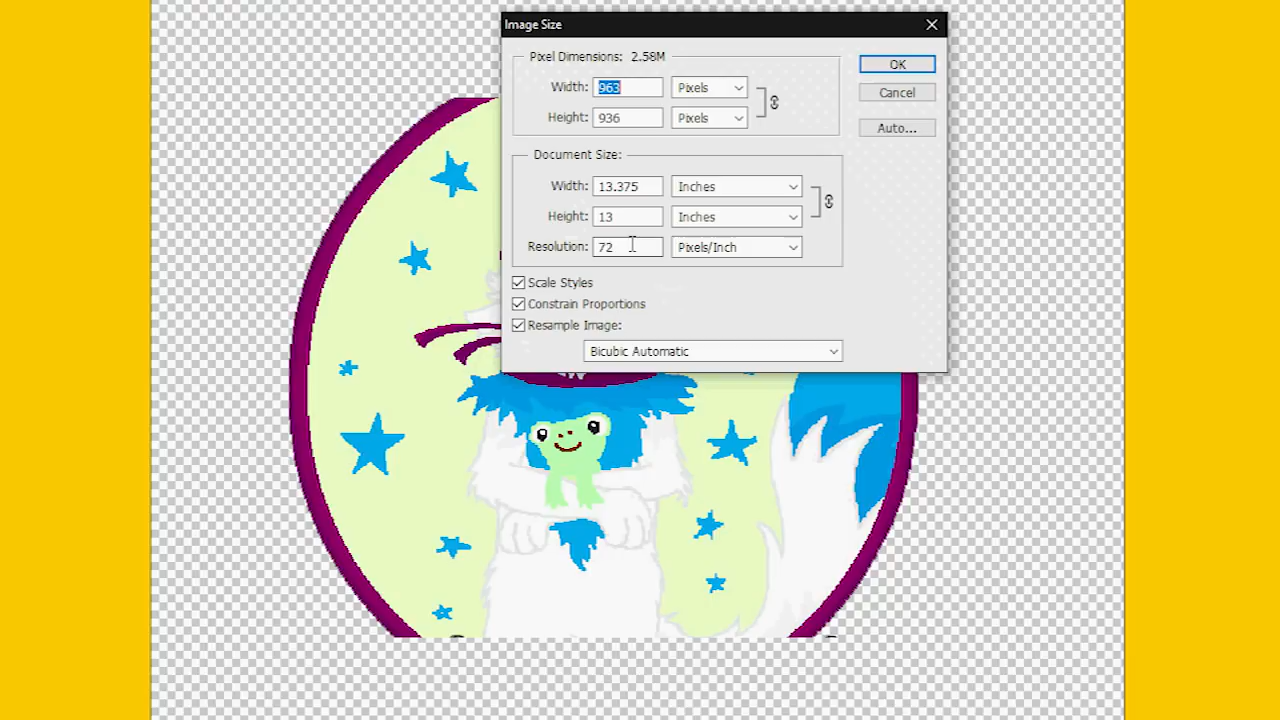 Image Size
Pixel Dimensions: 2.58M
Width: 963 Pixels
Height: 936 Pixels
OK
Cancel
Auto...
Document Size:
Width: 13.375 Inches
Height: 13 Inches
Resolution: 72 Pixels/Inch
Scale Styles
Constrain Proportions
Resample Image:
Bicubic Automatic